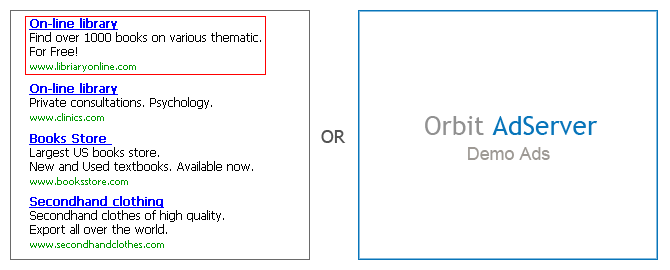 On-line library
Find over 1000 books on various thematic.
For Free!
www.libriaryonline.com
On-line library
Private consultations. Psychology.
www.clinics.com
Books Store
Largest US books store.
New and Used textbooks. Available now.
www.booksstore.com
Secondhand clothing
Secondhand clothes of high quality.
Export all over the world.
www.secondhandclothes.com
OR
Orbit AdServer
Demo Ads